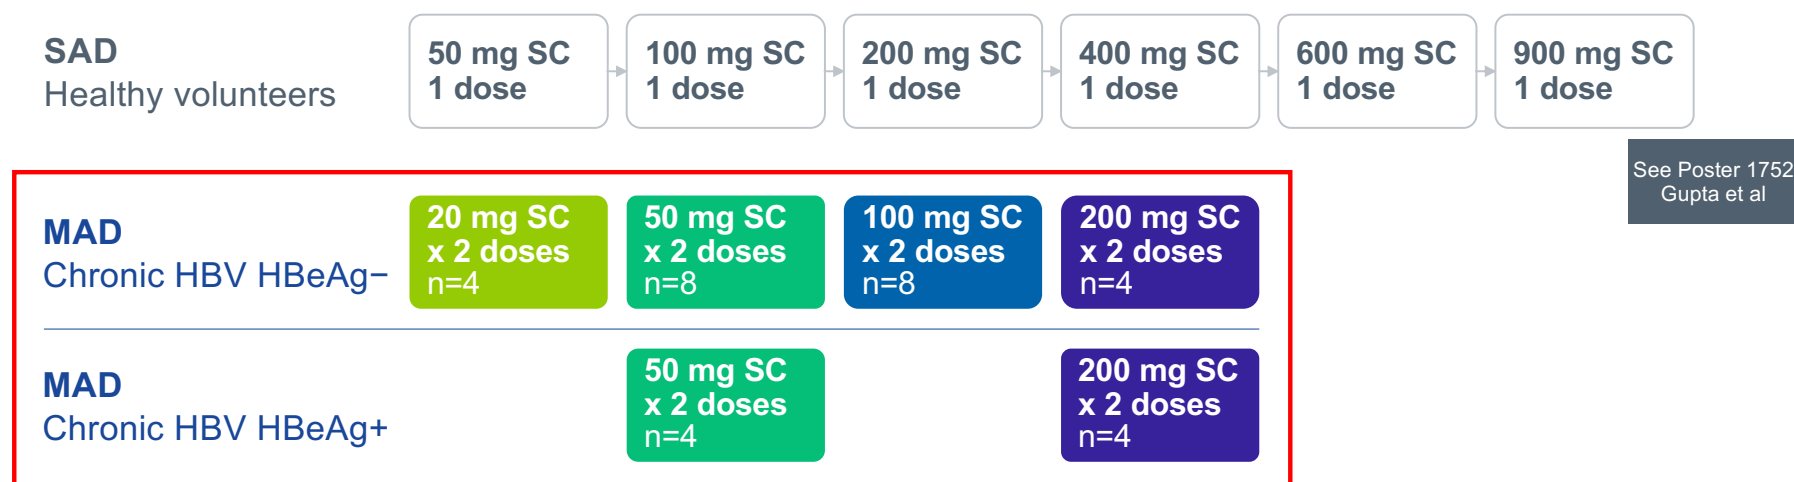 SAD
Healthy volunteers
50 mg SC
1 dose
100 mg SC
1 dose
200 mg SC
1 dose
400 mg SC
1 dose
600 mg SC
1 dose
900 mg SC
1 dose
See Poster 1752
Gupta et al
MAD
Chronic HBV HBeAg−
20 mg SC
x 2 doses
n=4
50 mg SC
x 2 doses
n=8
100 mg SC
x 2 doses
n=8
200 mg SC
x 2 doses
n=4
MAD
Chronic HBV HBeAg+
50 mg SC
x 2 doses
n=4
200 mg SC
x 2 doses
n=4